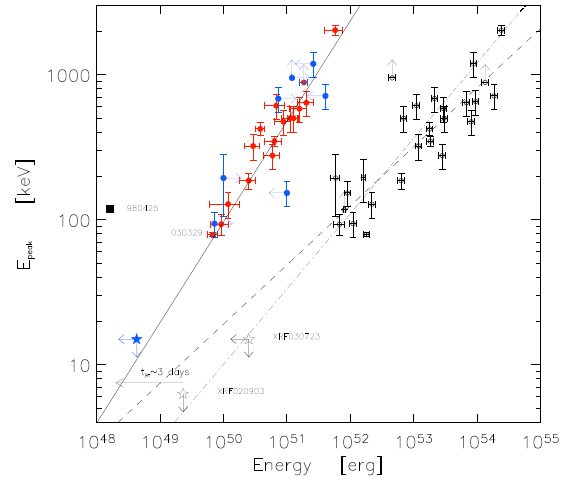 1000
100
10
E_peak [keV]
980425
030329
XRF030723
t_jet~3 days
XRF020903
10^48 10^49 10^50 10^51 10^52 10^53 10^54 10^55
Energy [erg]